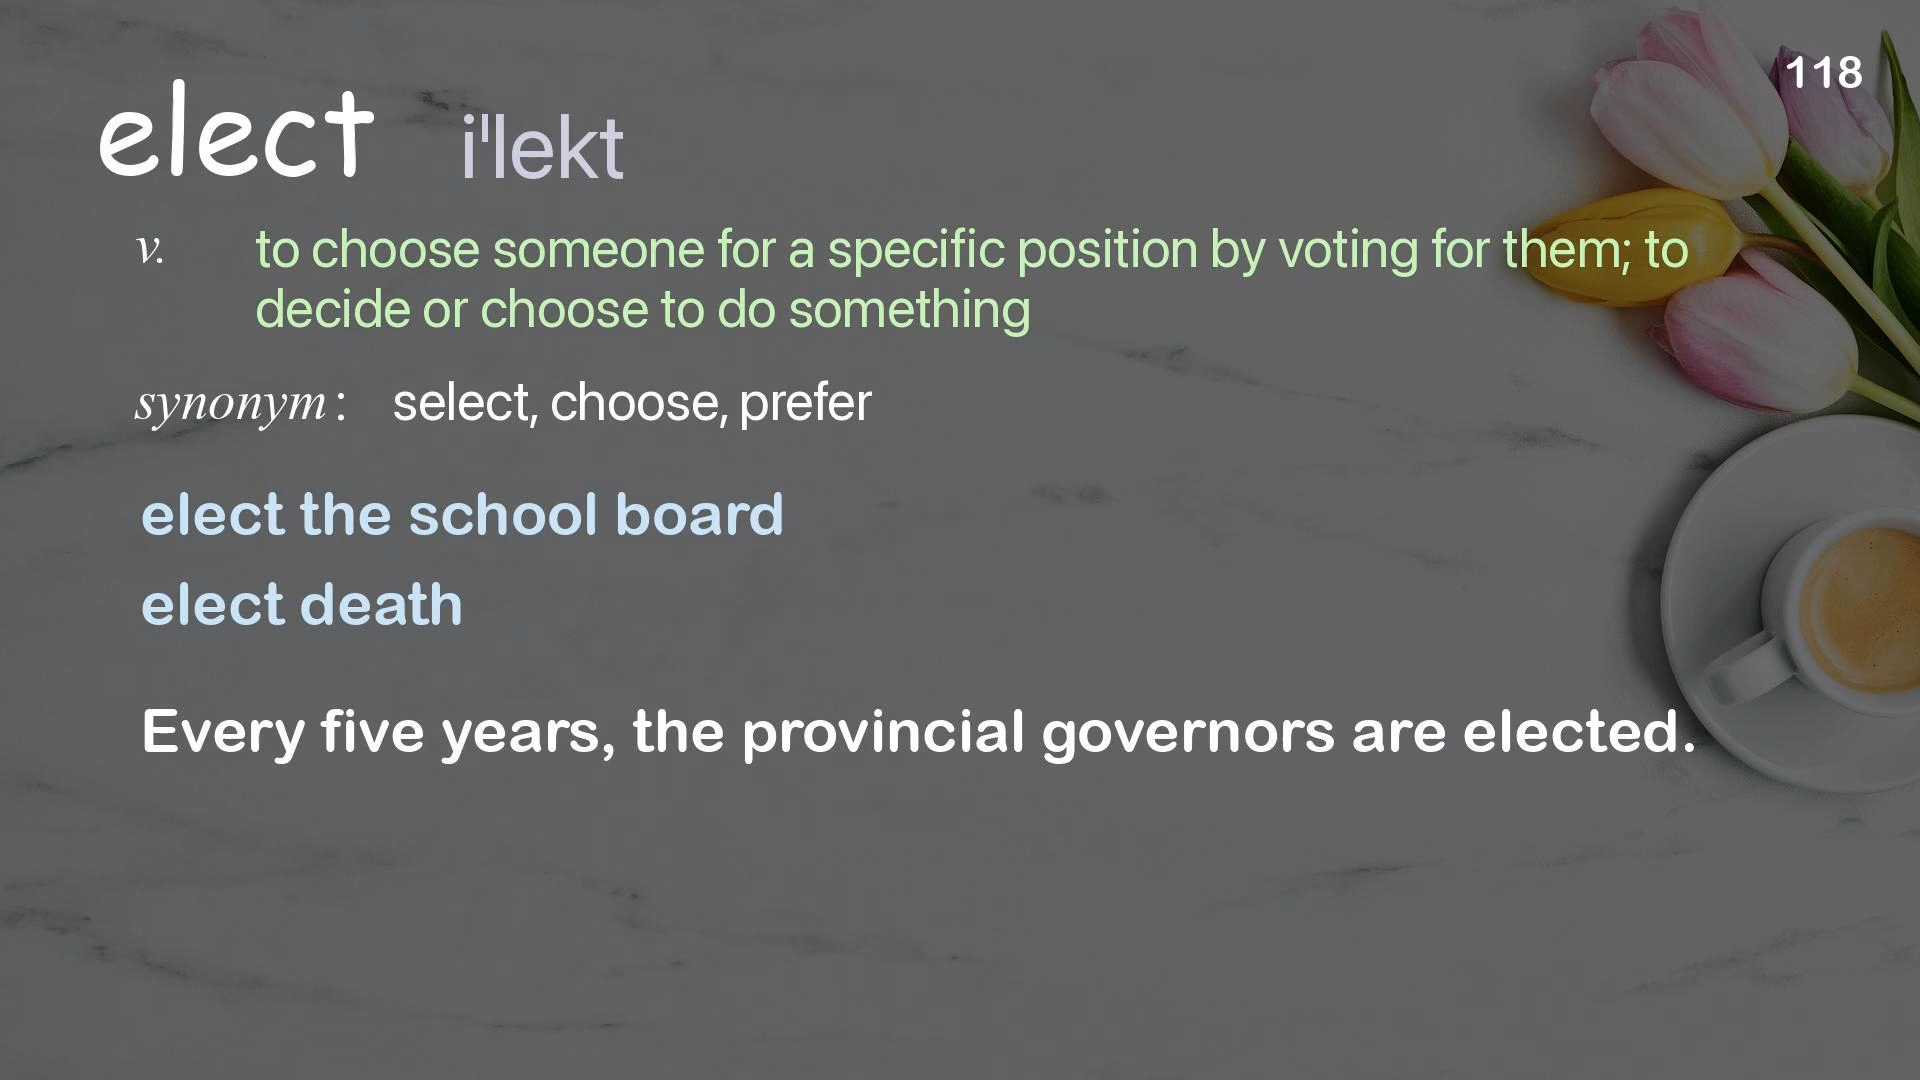 118
elect iˈlekt
v. to choose someone for a specific position by voting for them; to
decide or choose to do something
synonym: select, choose, prefer
elect the school board
elect death
Every five years, the provincial governors are elected.